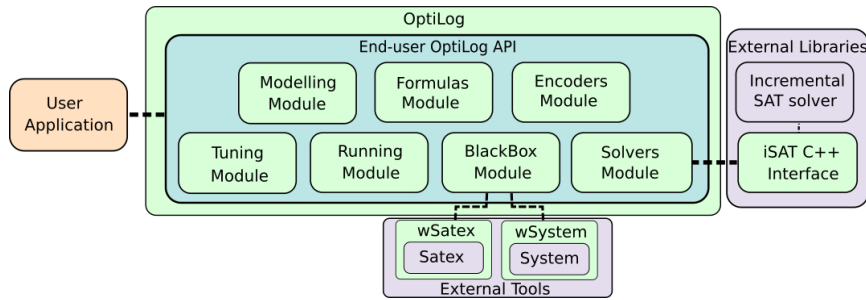 OptiLog
End-user OptiLog API
External Libraries
Modelling
Module
Formulas
Module
Encoders
Module
Incremental
SAT solver
User
Application
Tuning
Module
Running
Module
BlackBox
Module
Solvers
Module
iSAT C++
Interface
wSatex
Satex
wSystem
System
External Tools